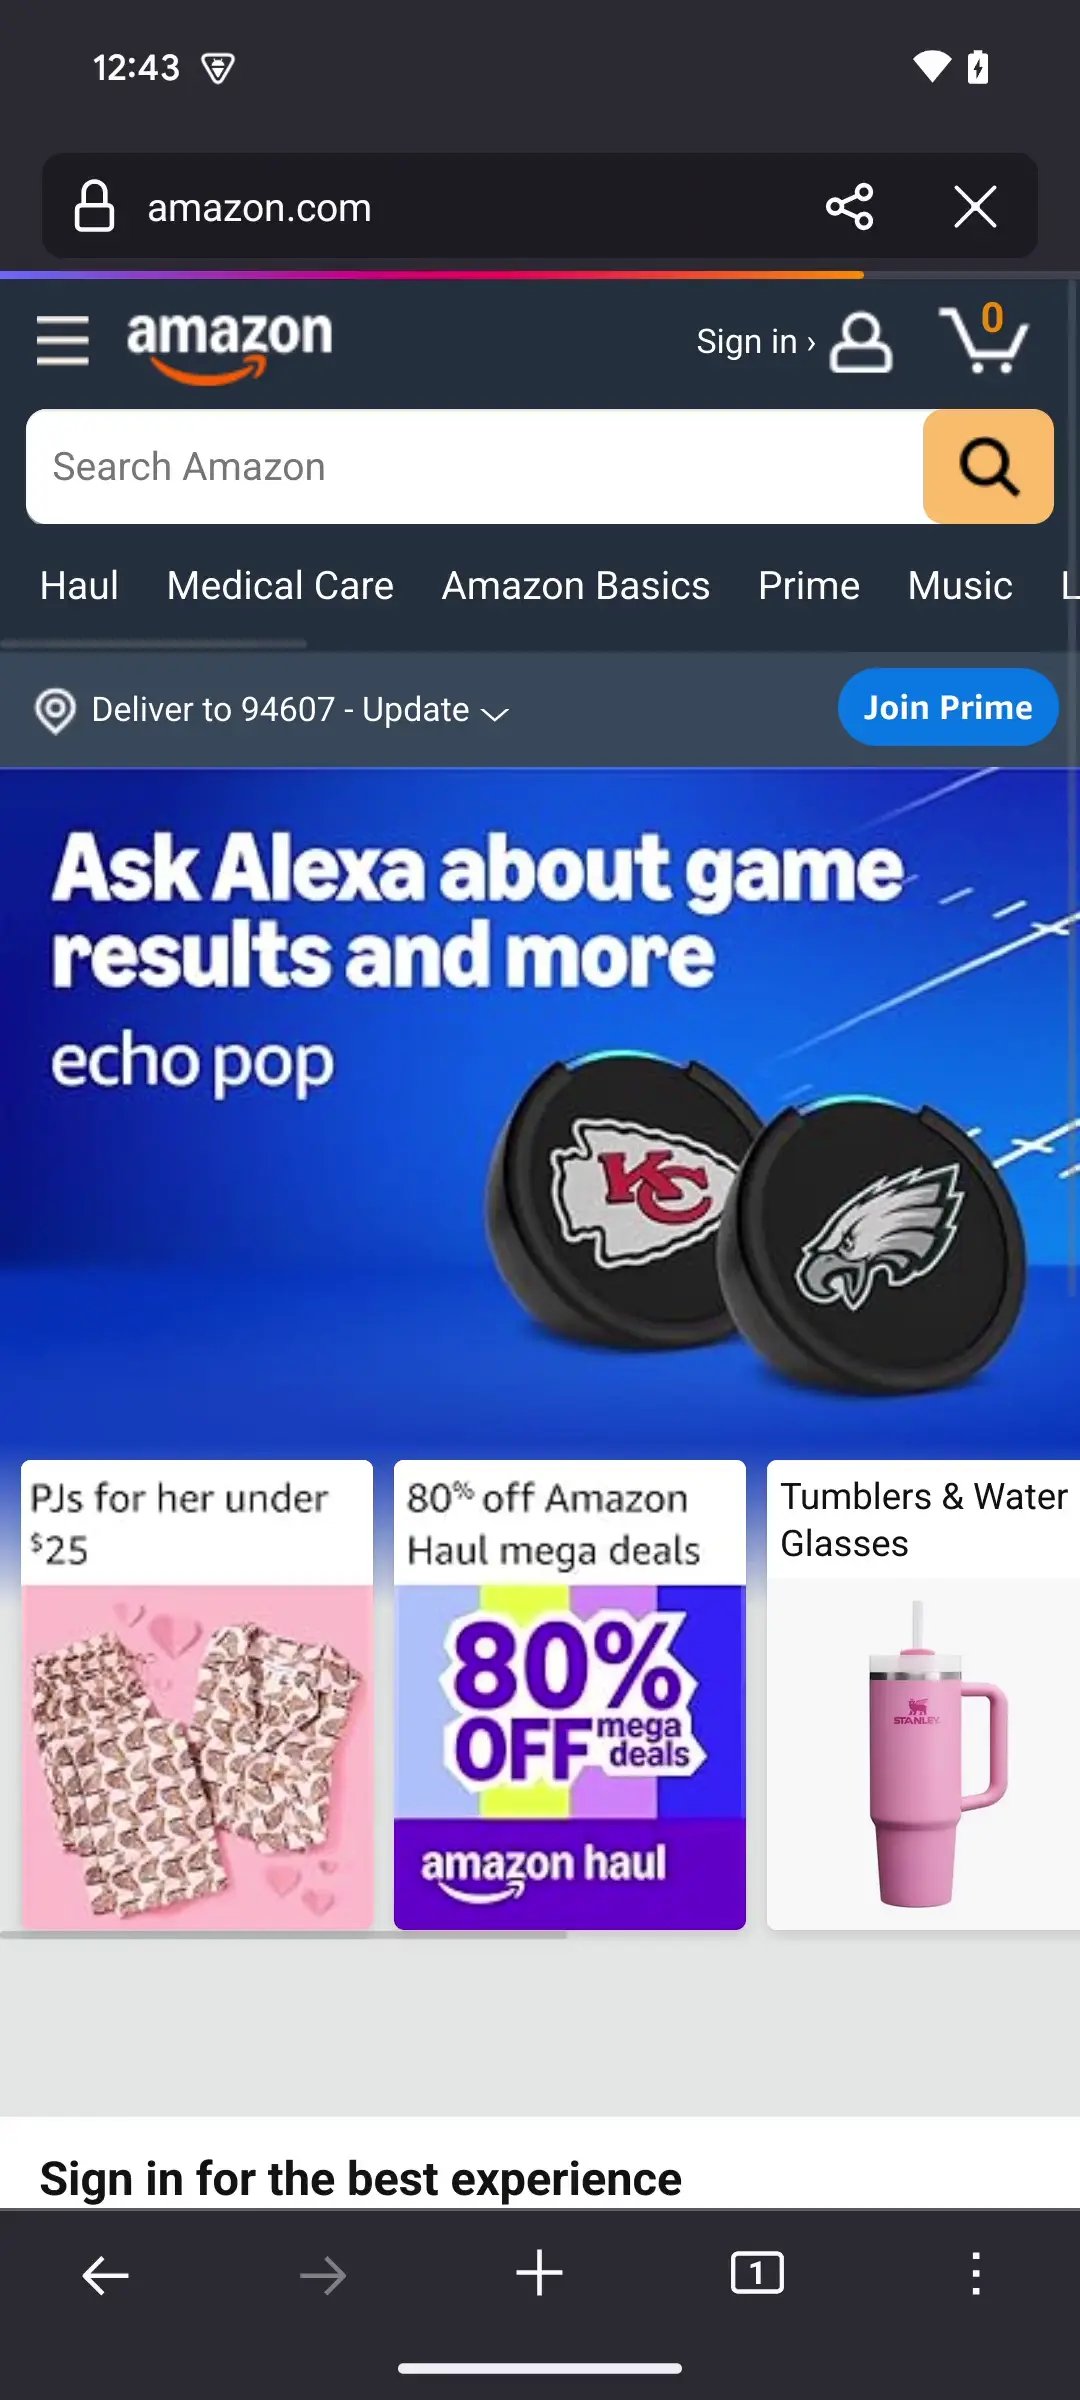 12:43
amazon.com
amazon
Sign in ›
0
Search Amazon
Haul Medical Care Amazon Basics Prime Music L
Deliver to 94607 - Update
Join Prime
Ask Alexa about game
results and more
echo pop
KC
PJs for her under
$25
80% off Amazon
Haul mega deals
80%
OFF mega
deals
amazon haul
Tumblers & Water
Glasses
STANLEY
Sign in for the best experience
1